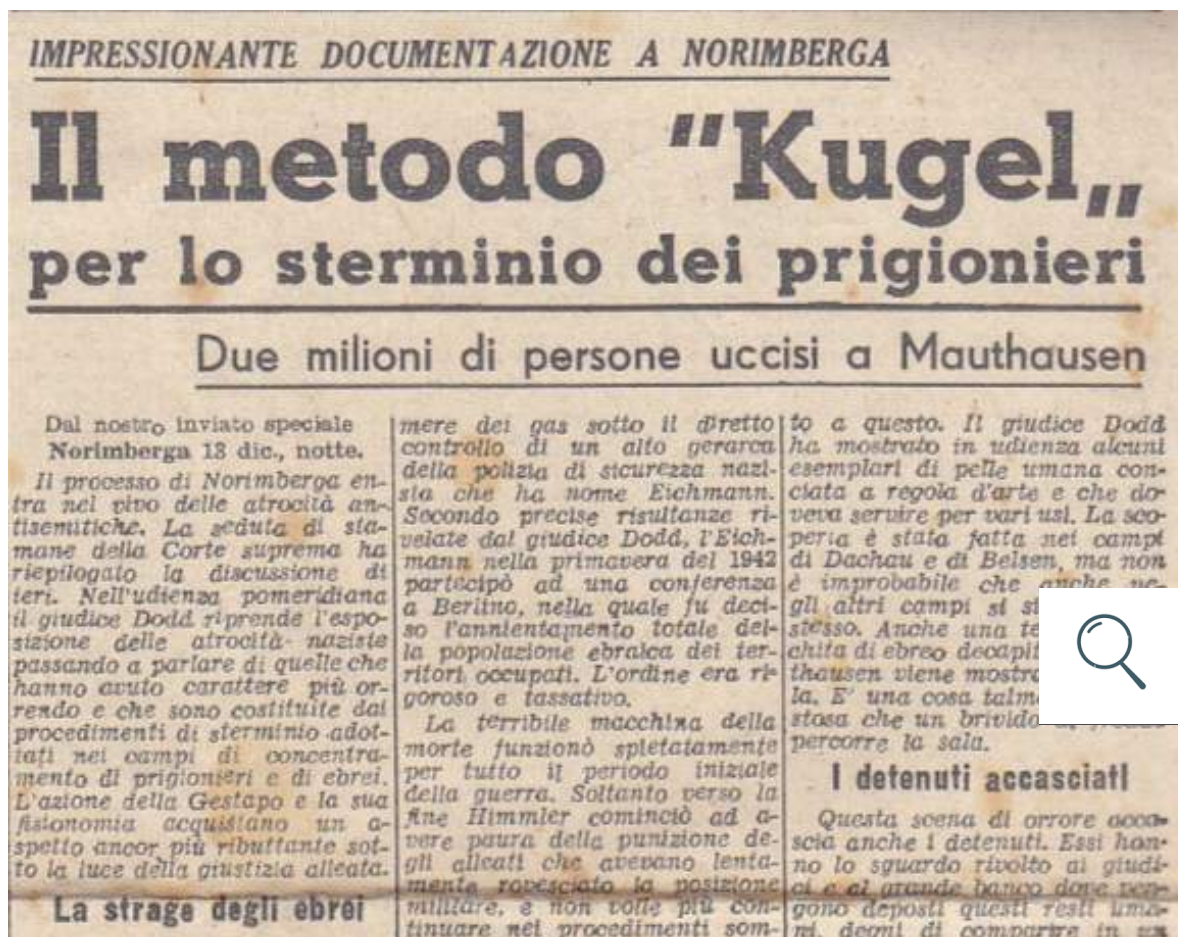 IMPRESSIONANTE DOCUMENTAZIONE A NORIMBERGA
Il metodo "Kugel„
per lo sterminio dei prigionieri
Due milioni di persone uccisi a Mauthausen
Dal nostro inviato speciale
Norimberga 13 dic., notte.
Il processo di Norimberga en-
tra nel vivo delle atrocità an-
tisemitiche. La seduta di sta-
mane della Corte suprema ha
riepilogato la discussione di
ieri. Nell'udienza pomeridiana
il giudice Dodd riprende l'espo-
sizione delle atrocità naziste
passando a parlare di quelle che
hanno avuto carattere più or-
rendo e che sono costituite dai
procedimenti di sterminio adot-
tati nei campi di concentra-
mento di prigionieri e di ebrei.
L'azione della Gestapo e la sua
fisionomia acquistano un a-
spetto ancor più ributtante sot-
to la luce della giustizia alleata.
La strage degli ebrei
mere dei gas sotto il diretto
controllo di un alto gerarca
della polizia di sicurezza nazi-
sta che ha nome Eichmann.
Secondo precise risultanze ri-
velate dal giudice Dodd, l'Eich-
mann nella primavera del 1942
partecipò ad una conferenza
a Berlino, nella quale fu deci-
so l'annientamento totale del-
la popolazione ebraica dei ter-
ritori occupati. L'ordine era ri-
goroso e tassativo.
La terribile macchina della
morte funzionò spietatamente
per tutto il periodo iniziale
della guerra. Soltanto verso la
fine Himmler cominciò ad a-
vere paura della punizione de-
gli alleati che avevano lenta-
mente rovesciato la posizione
militare, e non volle più con-
tinuare nei procedimenti som-
to a questo. Il giudice Dodd
ha mostrato in udienza alcuni
esemplari di pelle umana con-
ciata a regola d'arte e che do-
veva servire per vari usi. La sco-
perta è stata fatta nei campi
di Dachau e di Belsen, ma non
è improbabile che anche ne-
gli altri campi si
stesso. Anche una
chita di ebreo
thausen viene
la. E' una cosa
stosa che un brivido
percorre la sala.
I detenuti accasciati
Questa scena di orrore acca-
scia anche i detenuti. Essi han-
no lo sguardo rivolto ai giudi-
ci e al grande banco dove ven-
gono deposti questi resti uma-
ni, degni di comparire in un